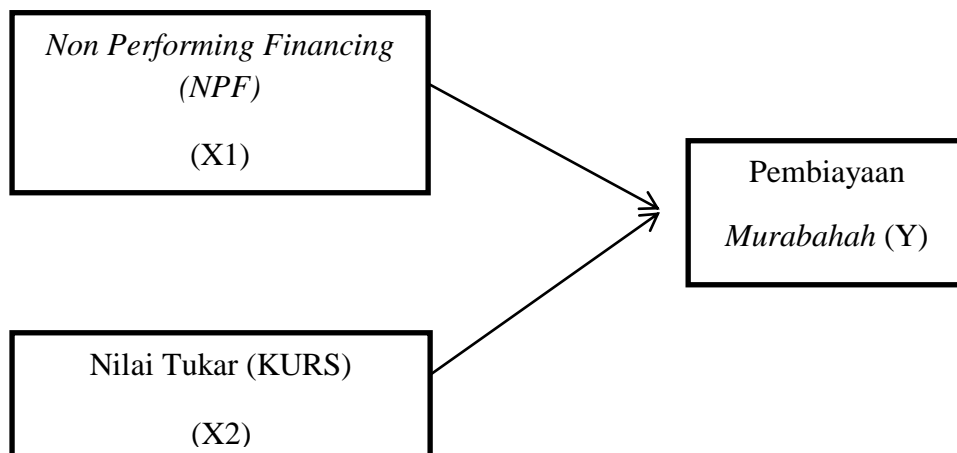 Non Performing Financing
(NPF)
(X1)
Pembiayaan
Murabahah (Y)
Nilai Tukar (KURS)
(X2)